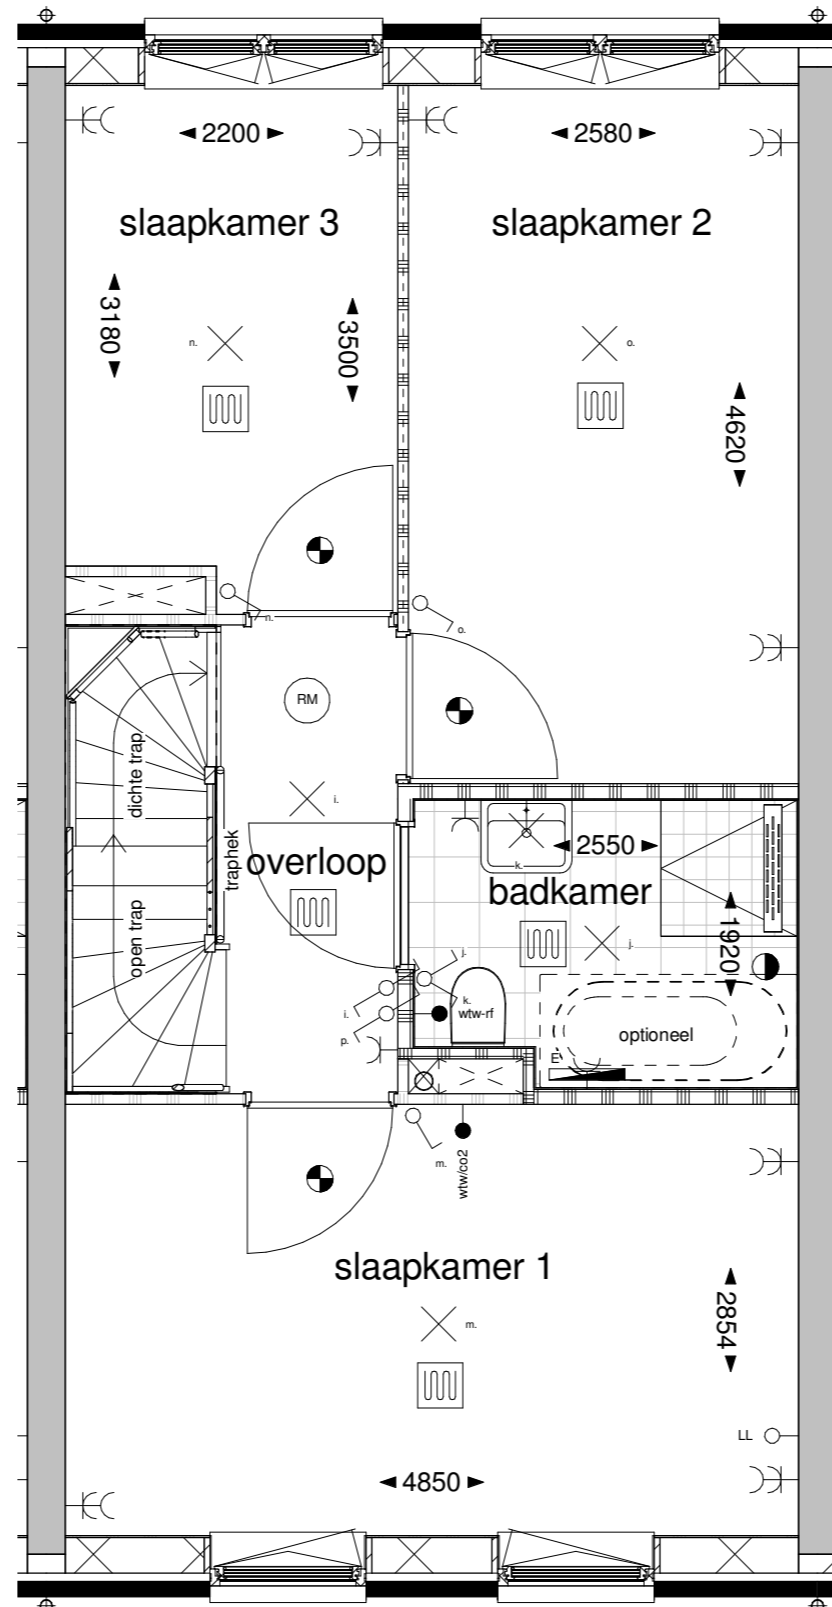 2200
2580
slaapkamer 3
slaapkamer 2
3180
3500
n.
o.
4620
n.
o.
RM
dichte trap
i.
traphek
overloop
2550
k.
badkamer
open trap
1920
j.
j.
k.
i.
wtw-rf
p.
optioneel
E
m.
wtw/co2
slaapkamer 1
2854
m.
LL
4850